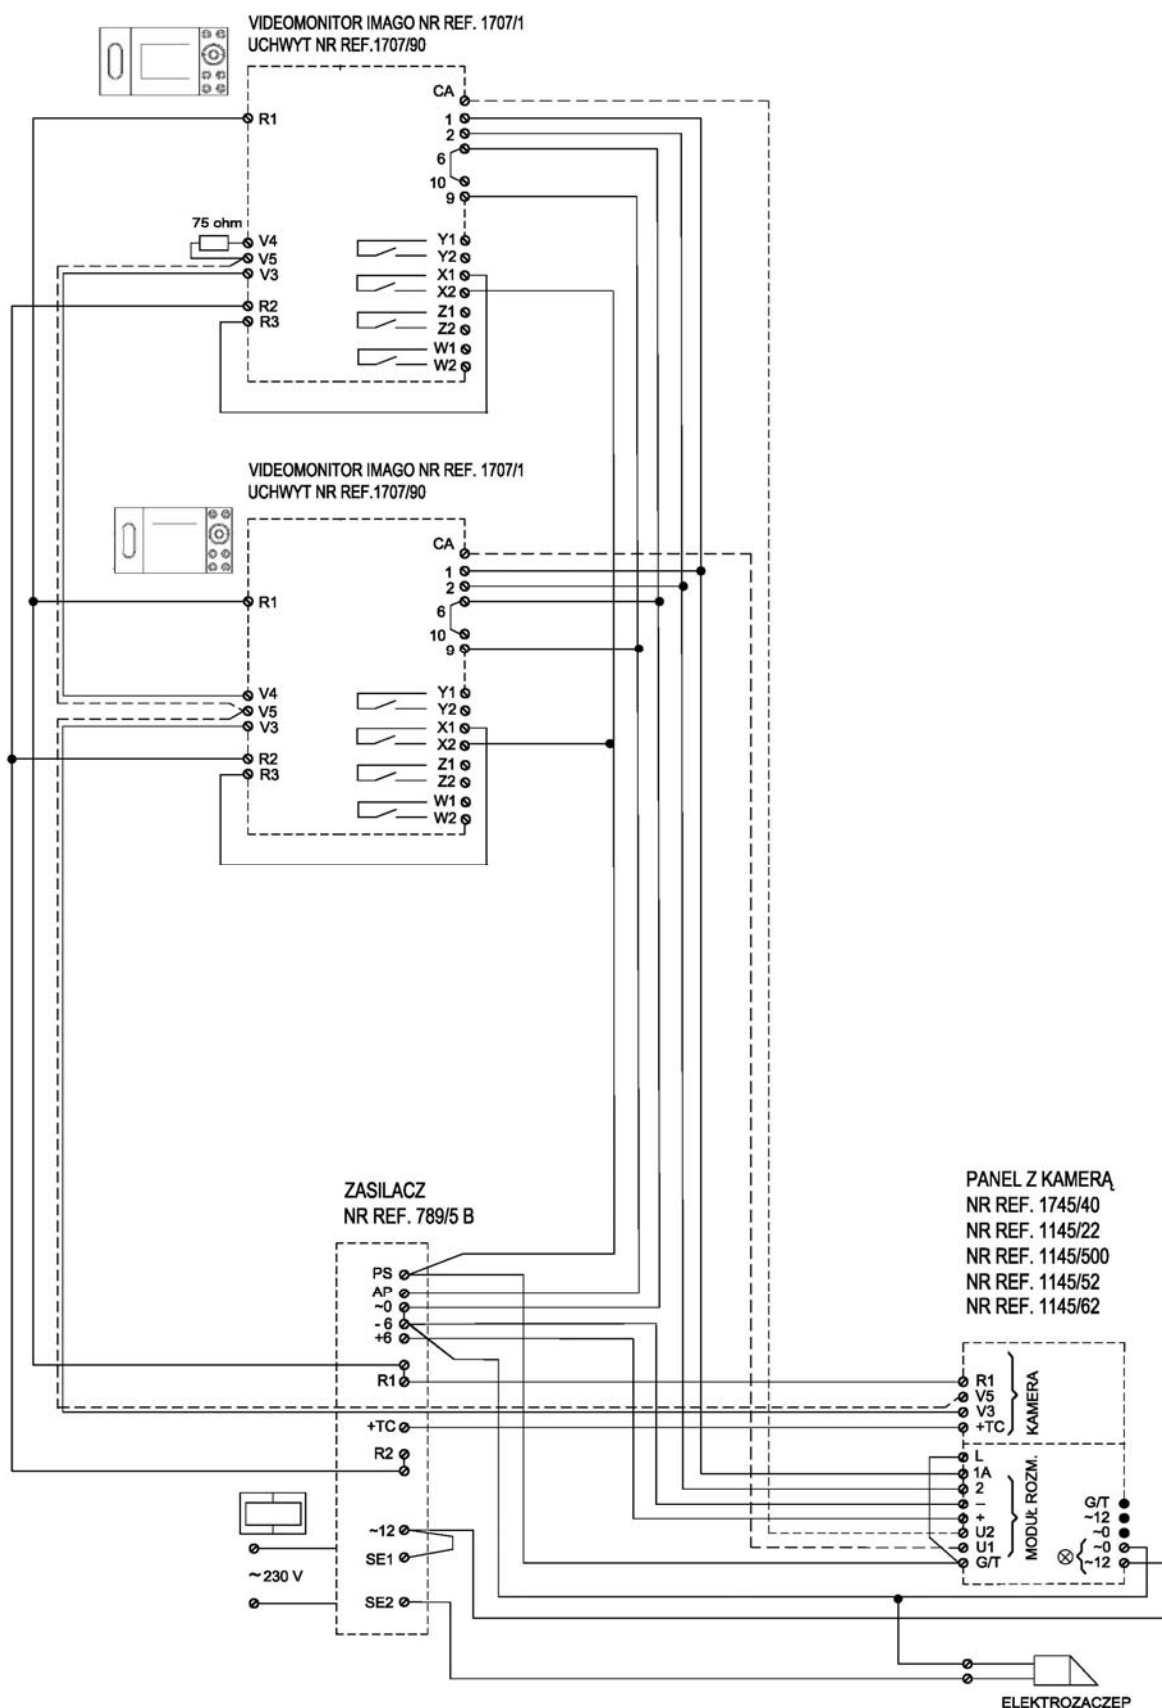 VIDEOMONITOR IMAGO NR REF. 1707/1
UCHWYT NR REF.1707/90
CA
R1
1
2
6
10
9
75 ohm
V4
V5
V3
R2
R3
Y1
Y2
X1
X2
Z1
Z2
W1
W2
VIDEOMONITOR IMAGO NR REF. 1707/1
UCHWYT NR REF.1707/90
CA
1
2
R1
6
10
9
V4
V5
V3
R2
R3
Y1
Y2
X1
X2
Z1
Z2
W1
W2
ZASILACZ
NR REF. 789/5 B
PS
AP
~0
- 6
+6
R1
+TC
R2
~12
SE1
SE2
~ 230 V
PANEL Z KAMERĄ
NR REF. 1745/40
NR REF. 1145/22
NR REF. 1145/500
NR REF. 1145/52
NR REF. 1145/62
R1
V5
V3
+TC
KAMERA
L
1A
2
–
+
U2
U1
G/T
MODUŁ ROZM.
G/T
~12
~0
~0
~12
ELEKTROZACZEP